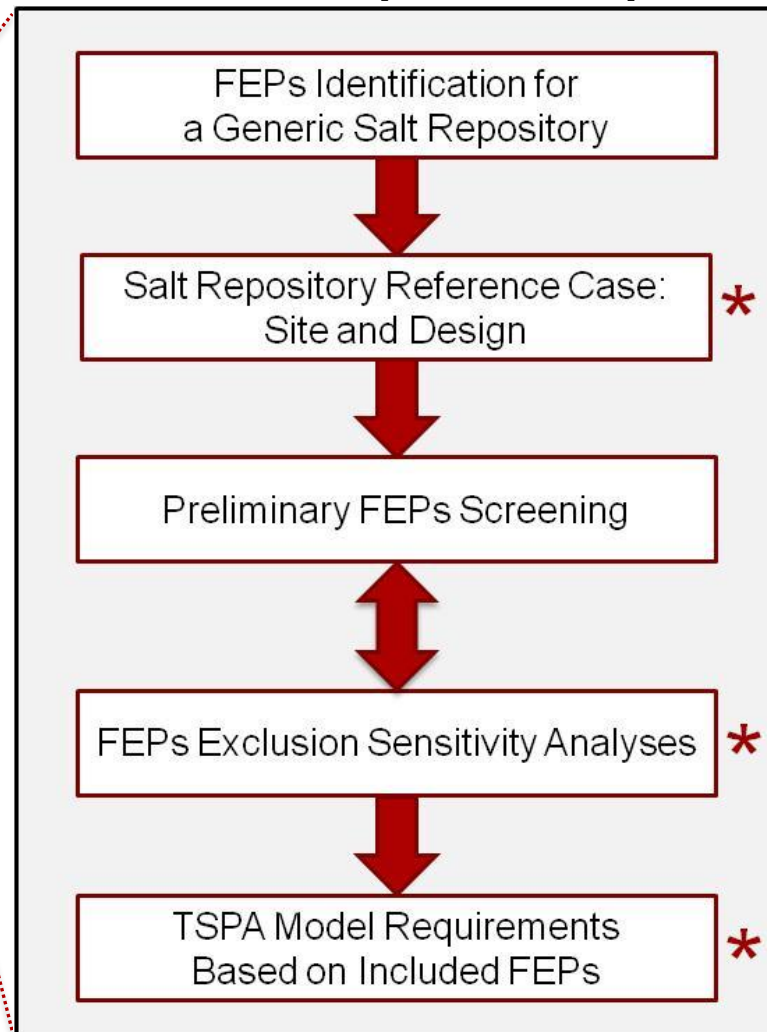 FEPs Identification for
a Generic Salt Repository
Salt Repository Reference Case:
Site and Design
*
Preliminary FEPs Screening
FEPs Exclusion Sensitivity Analyses
*
TSPA Model Requirements
Based on Included FEPs
*